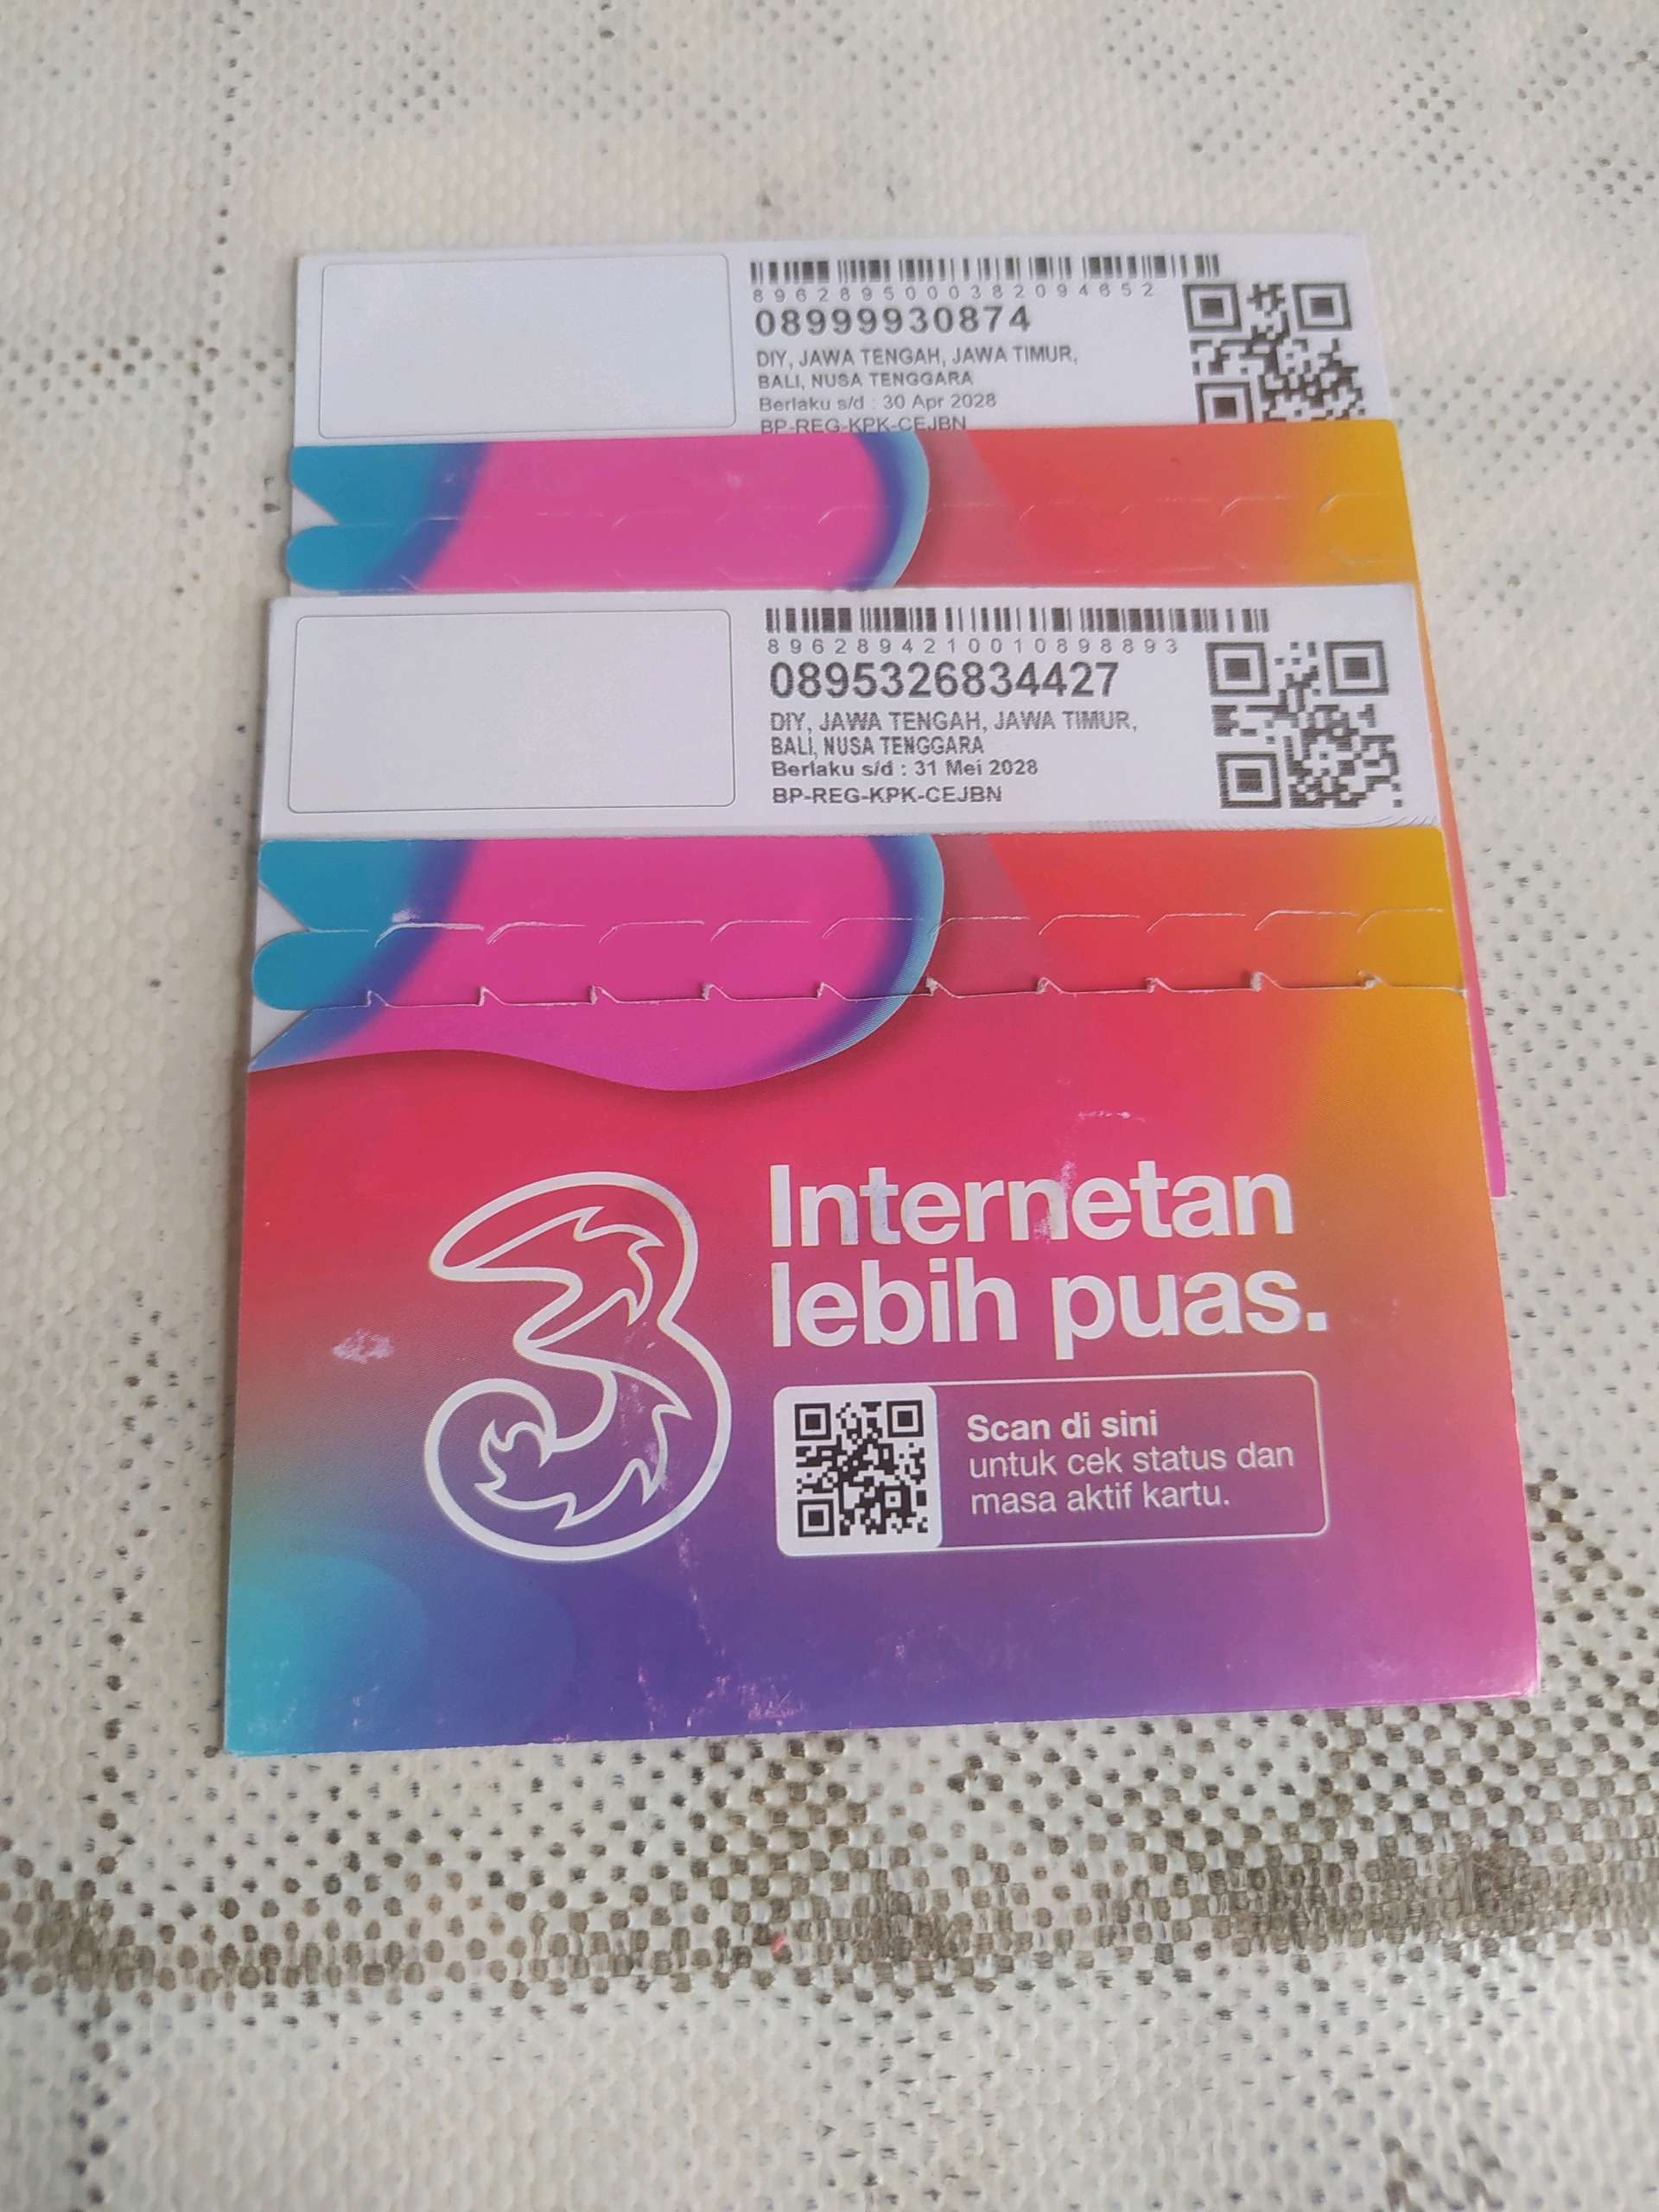 8962895000382094652
08999930874
DIY, JAWA TENGAH, JAWA TIMUR,
BALI, NUSA TENGGARA
Berlaku s/d : 30 Apr 2028
BP-REG-KPK-CEJBN
8962894210010898893
0895326834427
DIY, JAWA TENGAH, JAWA TIMUR,
BALI, NUSA TENGGARA
Berlaku s/d : 31 Mei 2028
BP-REG-KPK-CEJBN
3
Internetan
lebih puas.
Scan di sini
untuk cek status dan
masa aktif kartu.